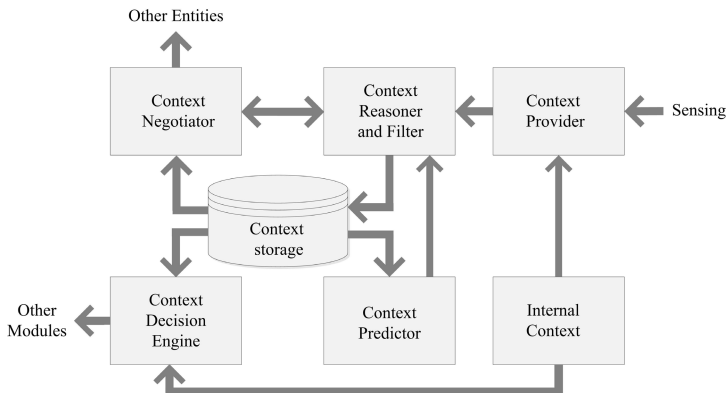 Other Entities
Context
Negotiator
Context
Reasoner
and Filter
Context
Provider
Sensing
Context
storage
Other
Modules
Context
Decision
Engine
Context
Predictor
Internal
Context